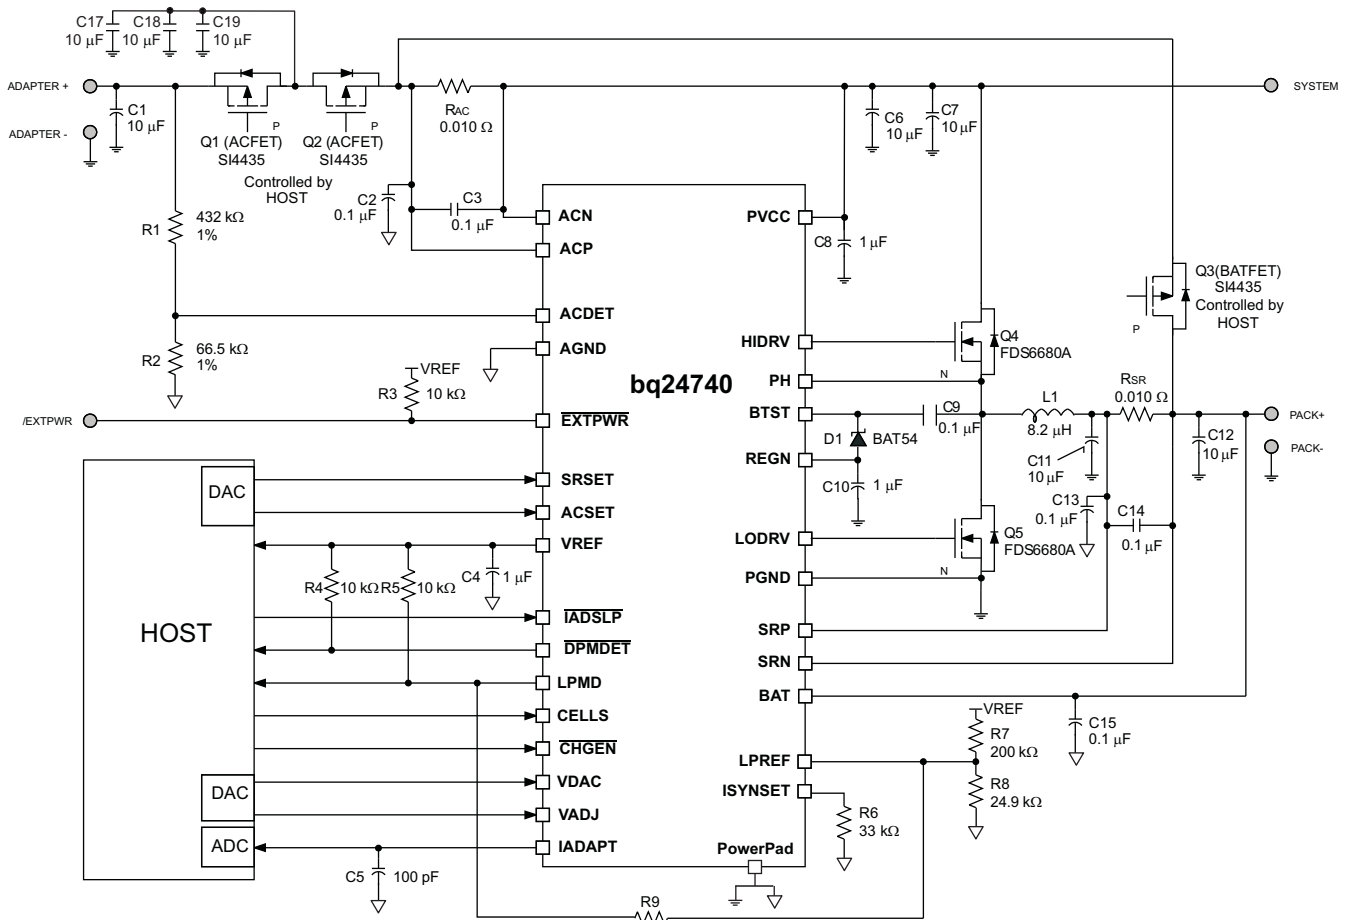 C17
10 µF
C18
10 µF
C19
10 µF
ADAPTER +
C1
10 µF
ADAPTER -
P
Q1 (ACFET)
SI4435
P
Q2 (ACFET)
SI4435
Controlled by
HOST
RAC
0.010 Ω
C6
10 µF
C7
10 µF
SYSTEM
C2
0.1 µF
C3
0.1 µF
R1
432 kΩ
1%
R2
66.5 kΩ
1%
ACN
ACP
ACDET
AGND
VREF
R3
10 kΩ
/EXTPWR
EXTPWR
bq24740
PVCC
C8
1 µF
HIDRV
PH
BTST
REGN
Q4
FDS6680A
N
Q3(BATFET)
SI4435
Controlled by
HOST
P
C9
0.1 µF
D1
BAT54
C10
1 µF
L1
8.2 µH
RSR
0.010 Ω
PACK+
PACK-
C11
10 µF
C12
10 µF
C13
0.1 µF
C14
0.1 µF
LODRV
PGND
Q5
FDS6680A
N
SRP
SRN
BAT
C15
0.1 µF
HOST
DAC
SRSET
ACSET
VREF
R4
10 kΩ
R5
10 kΩ
C4
1 µF
IADSLP
DPMDET
LPMD
CELLS
CHGEN
DAC
VDAC
VADJ
ADC
IADAPT
C5
100 pF
LPREF
ISYNSET
VREF
R7
200 kΩ
R8
24.9 kΩ
R6
33 kΩ
PowerPad
R9